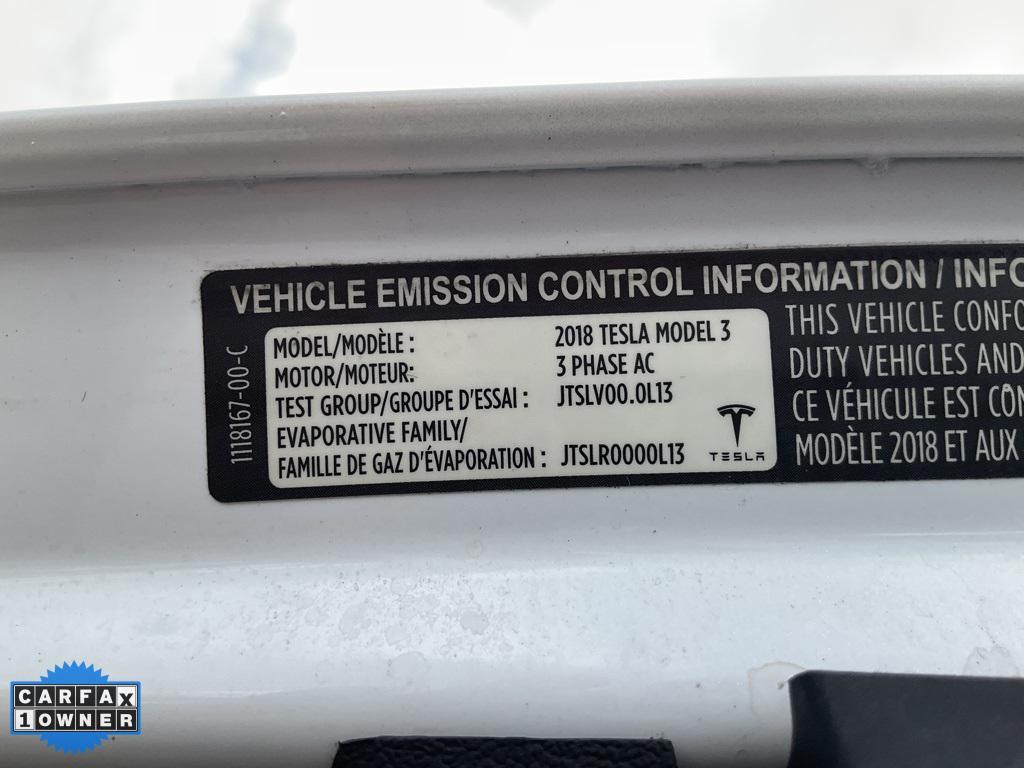 VEHICLE EMISSION CONTROL INFORMATION / INFO
1118167-00-C
MODEL/MODÈLE : 2018 TESLA MODEL 3
MOTOR/MOTEUR: 3 PHASE AC
TEST GROUP/GROUPE D'ESSAI : JTSLV00.0L13
EVAPORATIVE FAMILY/
FAMILLE DE GAZ D'ÉVAPORATION : JTSLR0000L13
TESLA
THIS VEHICLE CONFO
DUTY VEHICLES AND
CE VÉHICULE EST CON
MODÈLE 2018 ET AUX
CARFAX
1 OWNER